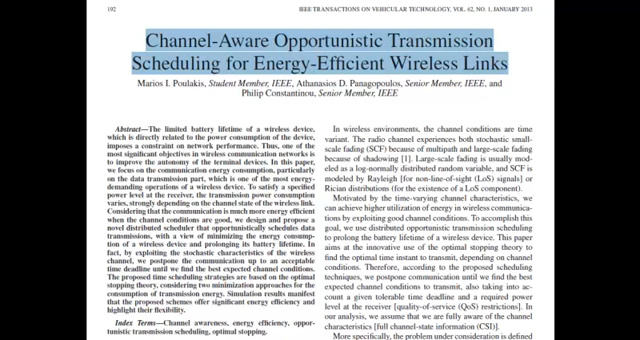 192
IEEE TRANSACTIONS ON VEHICULAR TECHNOLOGY, VOL. 62, NO. 1, JANUARY 2013
Channel-Aware Opportunistic Transmission
Scheduling for Energy-Efficient Wireless Links
Marios I. Poulakis, Student Member, IEEE, Athanasios D. Panagopoulos, Senior Member, IEEE, and
Philip Constantinou, Senior Member, IEEE
Abstract—The limited battery lifetime of a wireless device,
which is directly related to the power consumption of the device,
imposes a constraint on network performance. Thus, one of the
most significant objectives in wireless communication networks is
to improve the autonomy of the terminal devices. In this paper,
we focus on the communication energy consumption, particularly
on the data transmission part, which is one of the most energy-
demanding operations of a wireless device. To satisfy a specified
power level at the receiver, the transmission power consumption
varies, strongly depending on the channel state of the wireless link.
Considering that the communication is much more energy efficient
when the channel conditions are good, we design and propose a
novel distributed scheduler that opportunistically schedules data
transmissions, with a view of minimizing the energy consump-
tion of a wireless device and prolonging its battery lifetime. In
fact, by exploiting the stochastic characteristics of the wireless
channel, we postpone the communication up to an acceptable
time deadline until we find the best expected channel conditions.
The proposed time scheduling strategies are based on the optimal
stopping theory, considering two minimization approaches for the
consumption of transmission energy. Simulation results manifest
that the proposed schemes offer significant energy efficiency and
highlight their flexibility.
Index Terms—Channel awareness, energy efficiency, oppor-
tunistic transmission scheduling, optimal stopping.
In wireless environments, the channel conditions are time
variant. The radio channel experiences both stochastic small-
scale fading (SCF) because of multipath and large-scale fading
because of shadowing [1]. Large-scale fading is usually mod-
eled as a log-normally distributed random variable, and SCF is
modeled by Rayleigh [for non-line-of-sight (LoS) signals] or
Rician distributions (for the existence of a LoS component).
Motivated by the time-varying channel characteristics, we
can achieve higher utilization of energy in wireless communica-
tions by exploiting good channel conditions. To accomplish this
goal, we use distributed opportunistic transmission scheduling
to prolong the battery lifetime of a wireless device. This paper
aims at the innovative use of the optimal stopping theory to
find the optimal time instant to transmit, depending on channel
conditions. Therefore, according to the proposed scheduling
techniques, we postpone communication until we find the best
expected channel conditions to transmit, also taking into ac-
count a given tolerable time deadline and a required power
level at the receiver [quality-of-service (QoS) restrictions]. In
our analysis, we assume that we are fully aware of the channel
characteristics [full channel-state information (CSI)].
More specifically, the problem under consideration is defined